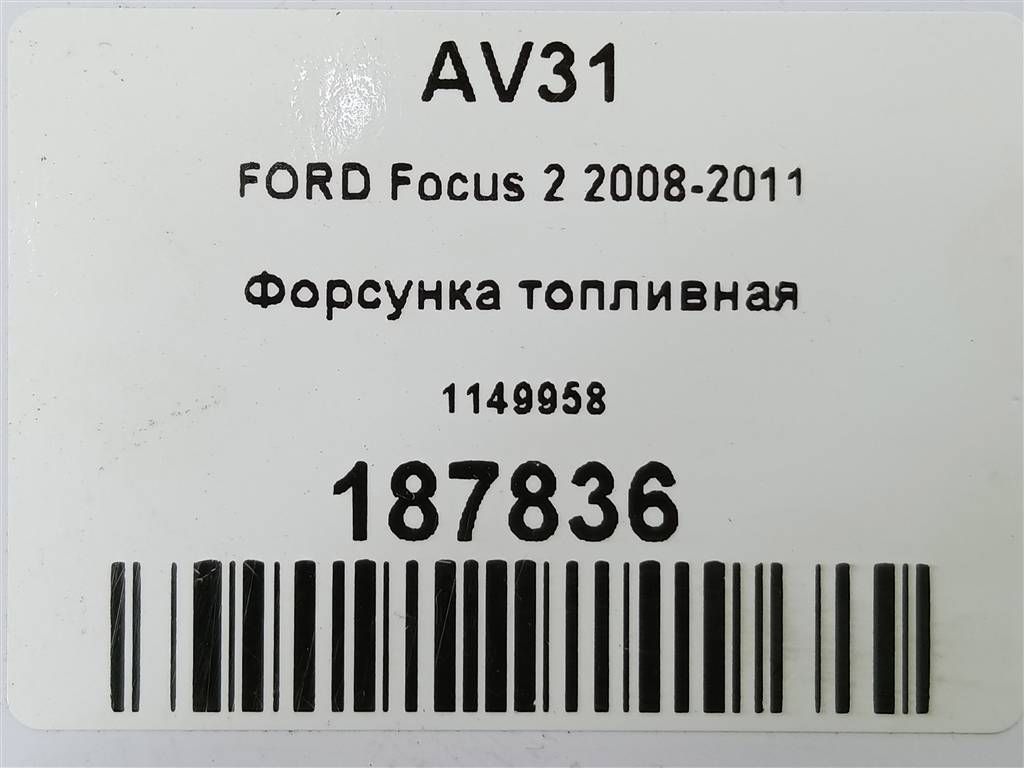 AV31
FORD Focus 2 2008-2011
Форсунка топливная
1149958
187836